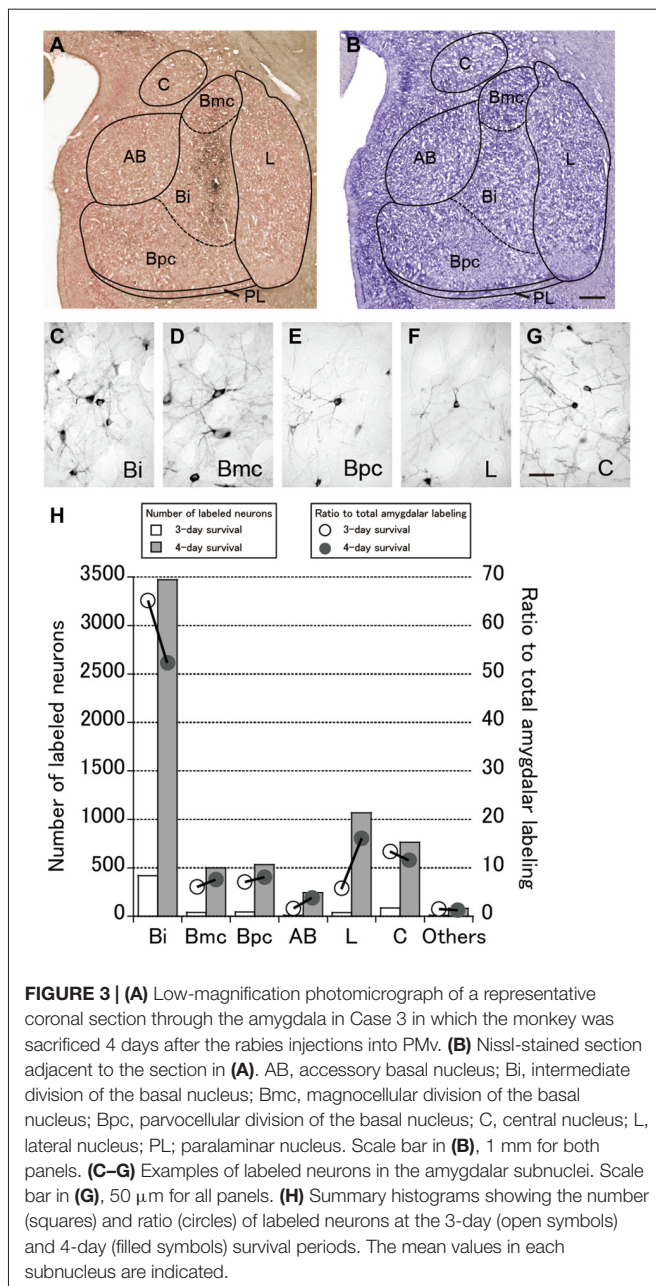 A
B
C
Bmc
AB
L
Bi
Bpc
PL
C
Bmc
AB
L
Bi
Bpc
PL
C
D
E
F
G
Bi
Bmc
Bpc
L
C
H
Number of labeled neurons
3-day survival
4-day survival
Ratio to total amygdalar labeling
3-day survival
4-day survival
Number of labeled neurons
3500
3000
2500
2000
1500
1000
500
0
70
60
50
40
30
20
10
0
Ratio to total amygdalar labeling
Bi Bmc Bpc AB L C Others
FIGURE 3 | (A) Low-magnification photomicrograph of a representative
coronal section through the amygdala in Case 3 in which the monkey was
sacrificed 4 days after the rabies injections into PMv. (B) Nissl-stained section
adjacent to the section in (A). AB, accessory basal nucleus; Bi, intermediate
division of the basal nucleus; Bmc, magnocellular division of the basal
nucleus; Bpc, parvocellular division of the basal nucleus; C, central nucleus; L,
lateral nucleus; PL; paralaminar nucleus. Scale bar in (B), 1 mm for both
panels. (C–G) Examples of labeled neurons in the amygdalar subnuclei. Scale
bar in (G), 50 μm for all panels. (H) Summary histograms showing the number
(squares) and ratio (circles) of labeled neurons at the 3-day (open symbols)
and 4-day (filled symbols) survival periods. The mean values in each
subnucleus are indicated.